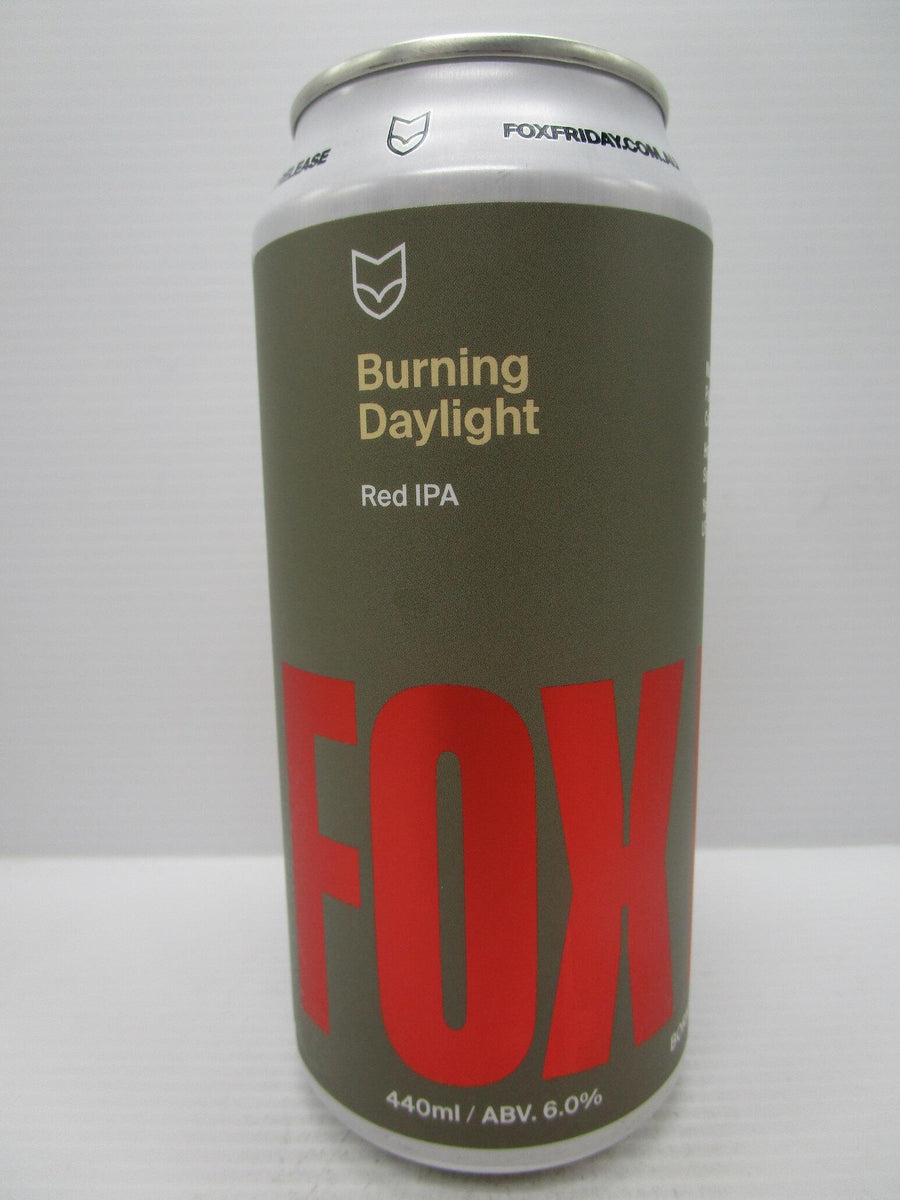 FOXFRIDAY.COM.AU
Burning
Daylight
Red IPA
FOX
440ml / ABV. 6.0%